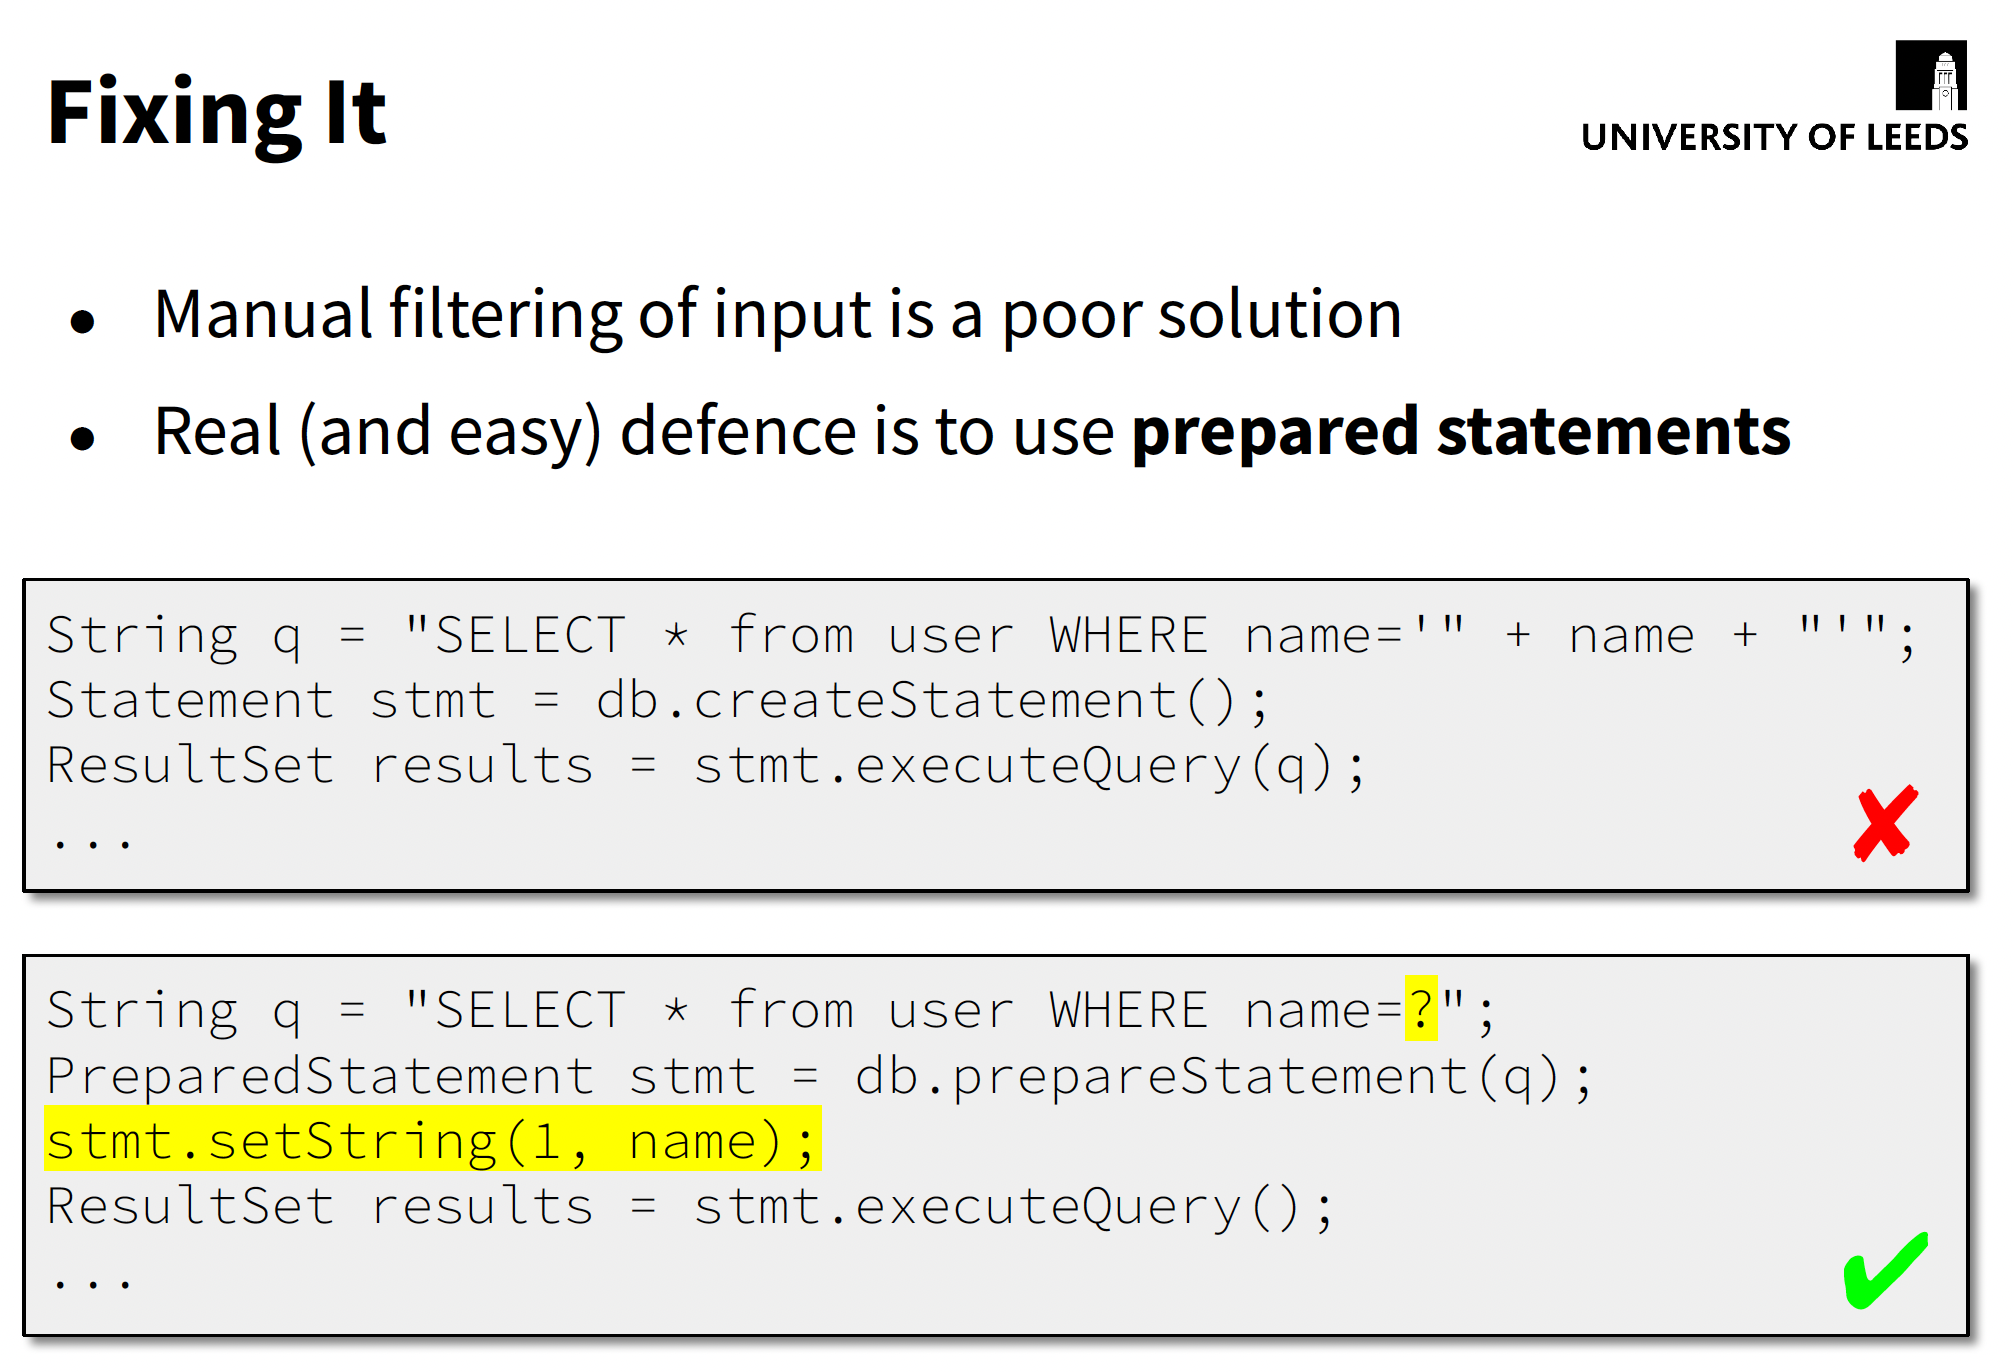 Fixing It
UNIVERSITY OF LEEDS
● Manual filtering of input is a poor solution
● Real (and easy) defence is to use prepared statements
String q = "SELECT * from user WHERE name='" + name + "'";
Statement stmt = db.createStatement();
ResultSet results = stmt.executeQuery(q);
...
✘
String q = "SELECT * from user WHERE name=?";
PreparedStatement stmt = db.prepareStatement(q);
stmt.setString(1, name);
ResultSet results = stmt.executeQuery();
...
✔